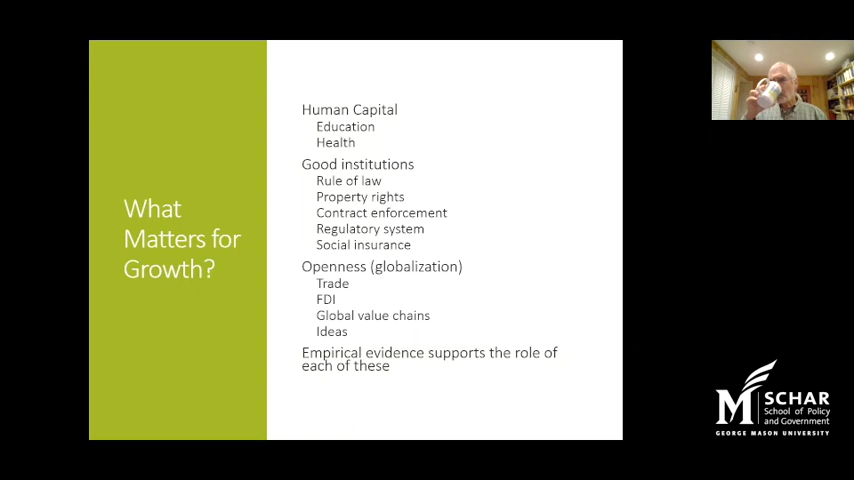 What
Matters for
Growth?
Human Capital
Education
Health
Good institutions
Rule of law
Property rights
Contract enforcement
Regulatory system
Social insurance
Openness (globalization)
Trade
FDI
Global value chains
Ideas
Empirical evidence supports the role of
each of these
M SCHAR
School of Policy
and Government
GEORGE MASON UNIVERSITY